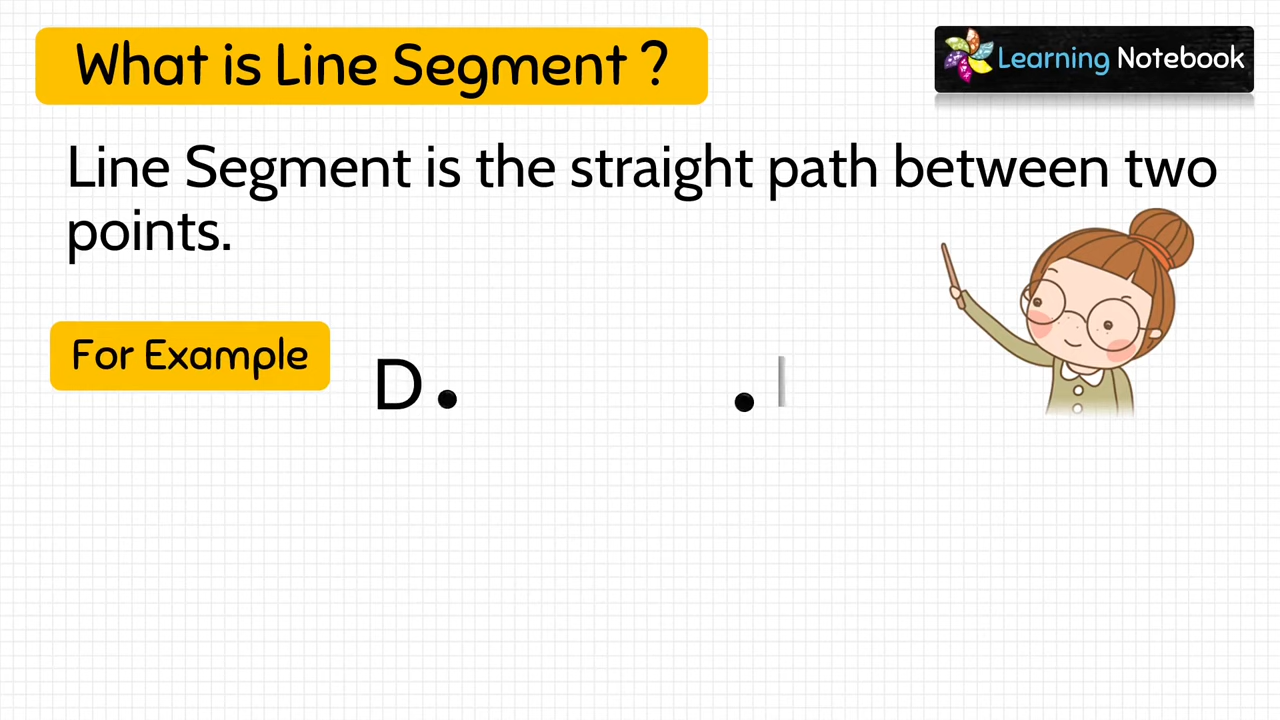 What is Line Segment ?
Learning Notebook
Line Segment is the straight path between two
points.
For Example
D